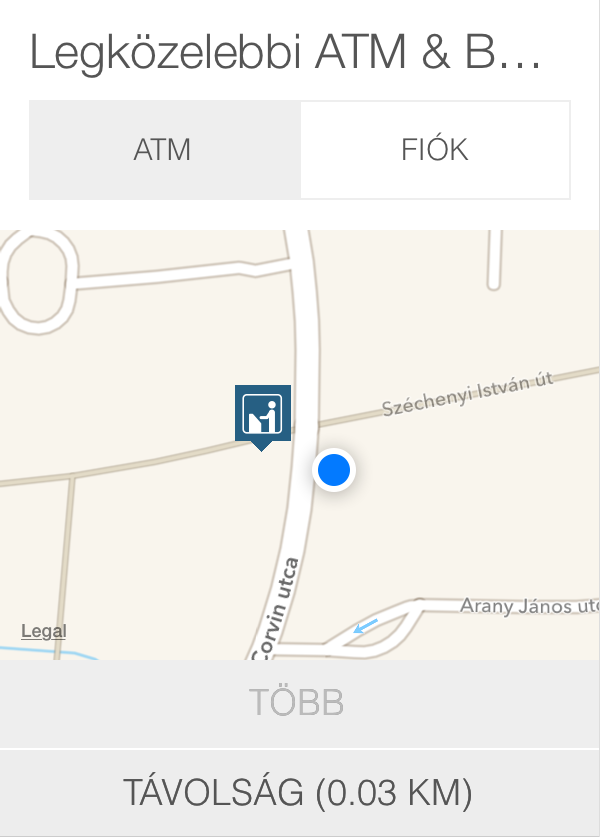 Legközelebbi ATM & B…
ATM
FIÓK
Széchenyi István út
Corvin utca
Arany János utc
Legal
TÖBB
TÁVOLSÁG (0.03 KM)